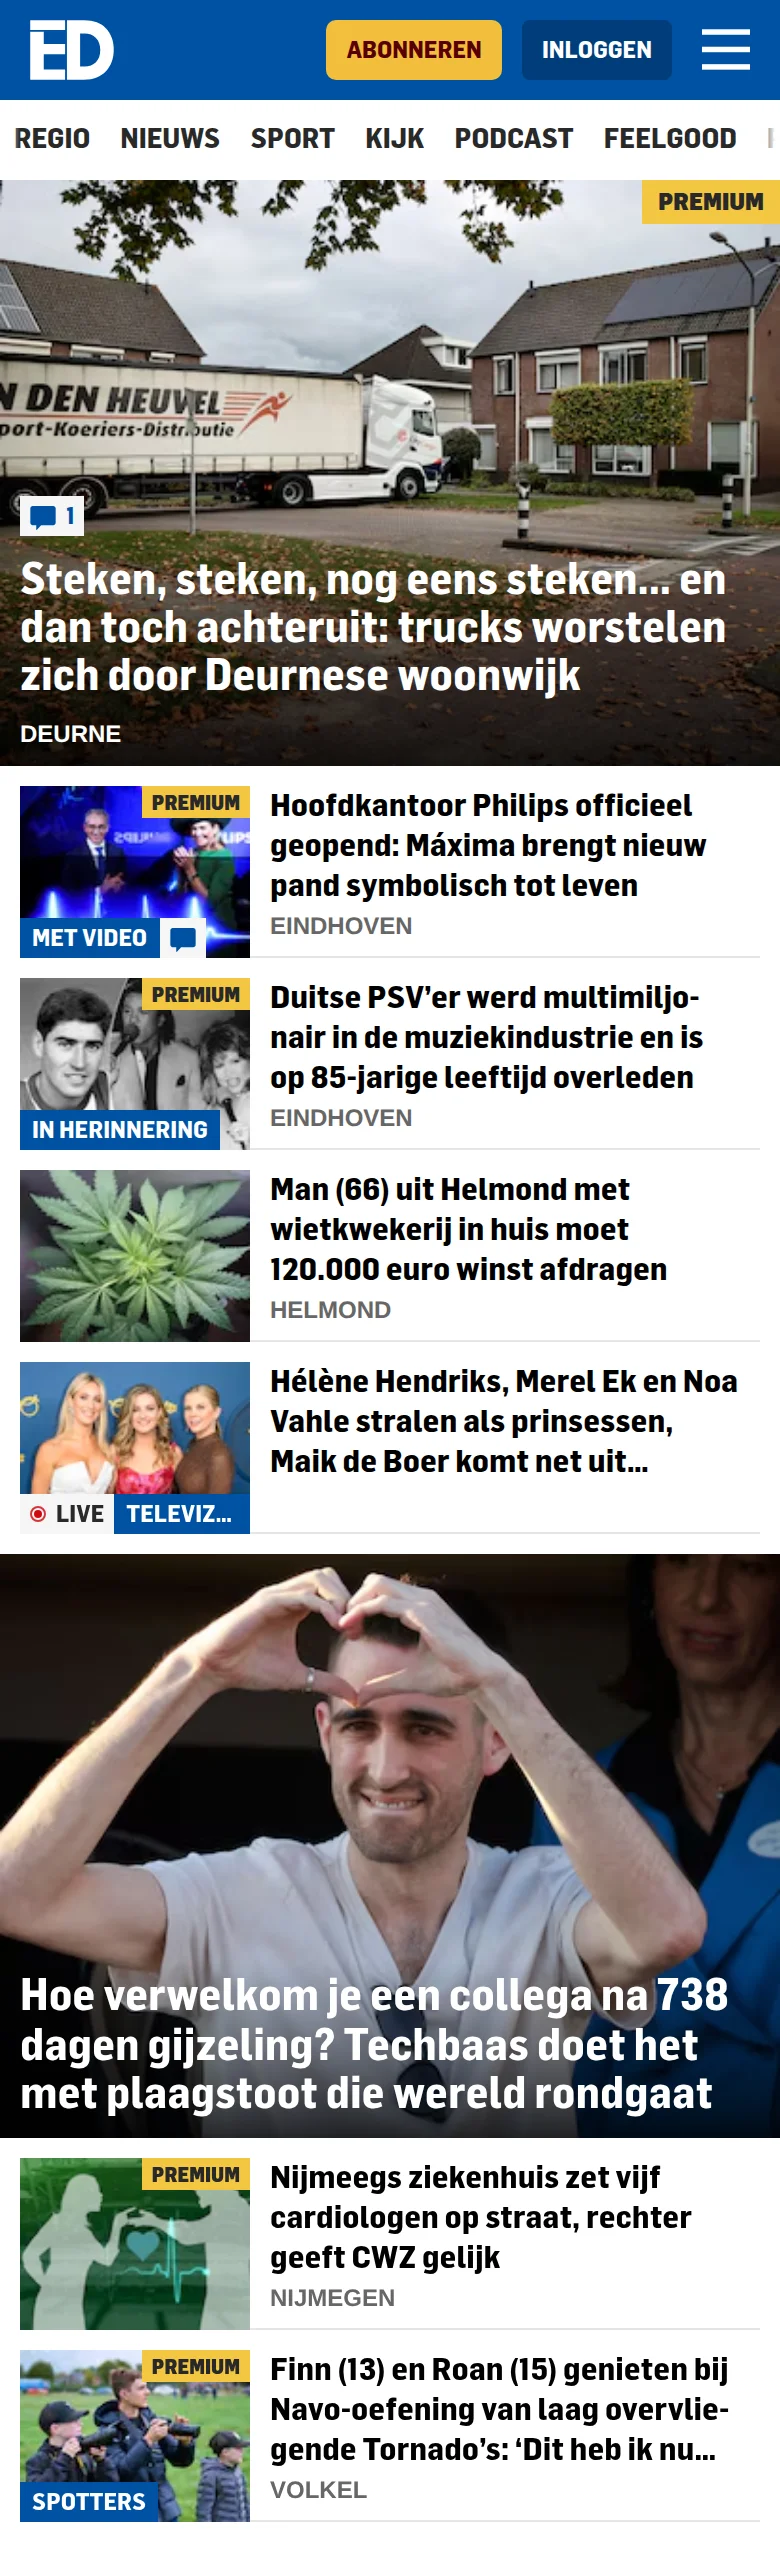 ED
ABONNEREN
INLOGGEN
REGIO NIEUWS SPORT KIJK PODCAST FEELGOOD
PREMIUM
N DEN HEUVEL
port-Koeriers-Distributie
1
Steken, steken, nog eens steken... en
dan toch achteruit: trucks worstelen
zich door Deurnese woonwijk
DEURNE
PREMIUM
MET VIDEO
Hoofdkantoor Philips officieel
geopend: Máxima brengt nieuw
pand symbolisch tot leven
EINDHOVEN
PREMIUM
IN HERINNERING
Duitse PSV’er werd multimiljo-
nair in de muziekindustrie en is
op 85-jarige leeftijd overleden
EINDHOVEN
Man (66) uit Helmond met
wietkwekerij in huis moet
120.000 euro winst afdragen
HELMOND
LIVE
TELEVIZ...
Hélène Hendriks, Merel Ek en Noa
Vahle stralen als prinsessen,
Maik de Boer komt net uit...
Hoe verwelkom je een collega na 738
dagen gijzeling? Techbaas doet het
met plaagstoot die wereld rondgaat
PREMIUM
Nijmeegs ziekenhuis zet vijf
cardiologen op straat, rechter
geeft CWZ gelijk
NIJMEGEN
PREMIUM
SPOTTERS
Finn (13) en Roan (15) genieten bij
Navo-oefening van laag overvlie-
gende Tornado’s: ‘Dit heb ik nu...
VOLKEL